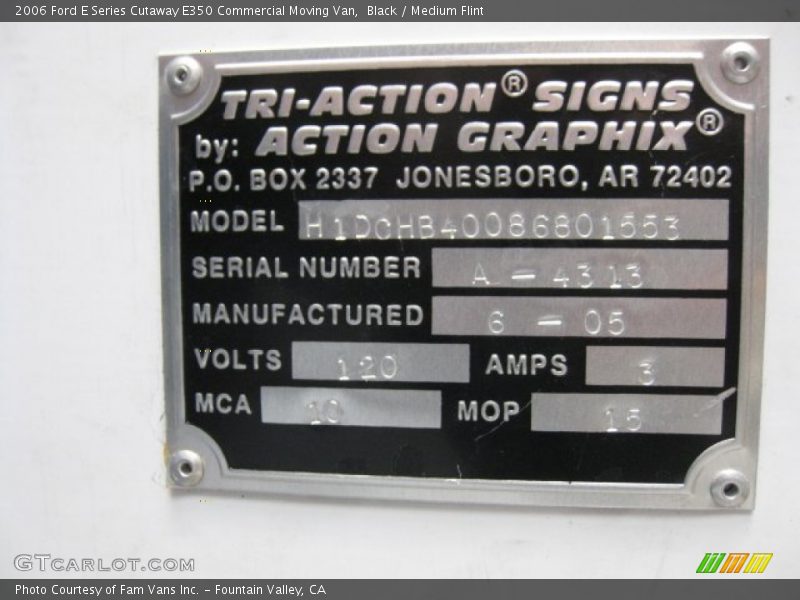 2006 Ford E Series Cutaway E350 Commercial Moving Van,  Black / Medium Flint
TRI-ACTION® SIGNS
by: ACTION GRAPHIX®
P.O. BOX 2337 JONESBORO, AR 72402
MODEL H1DCHB40086801553
SERIAL NUMBER A-4313
MANUFACTURED 6-05
VOLTS 120 AMPS 3
MCA 10 MOP 15
GTCARLOT.COM
Photo Courtesy of Fam Vans Inc. - Fountain Valley, CA